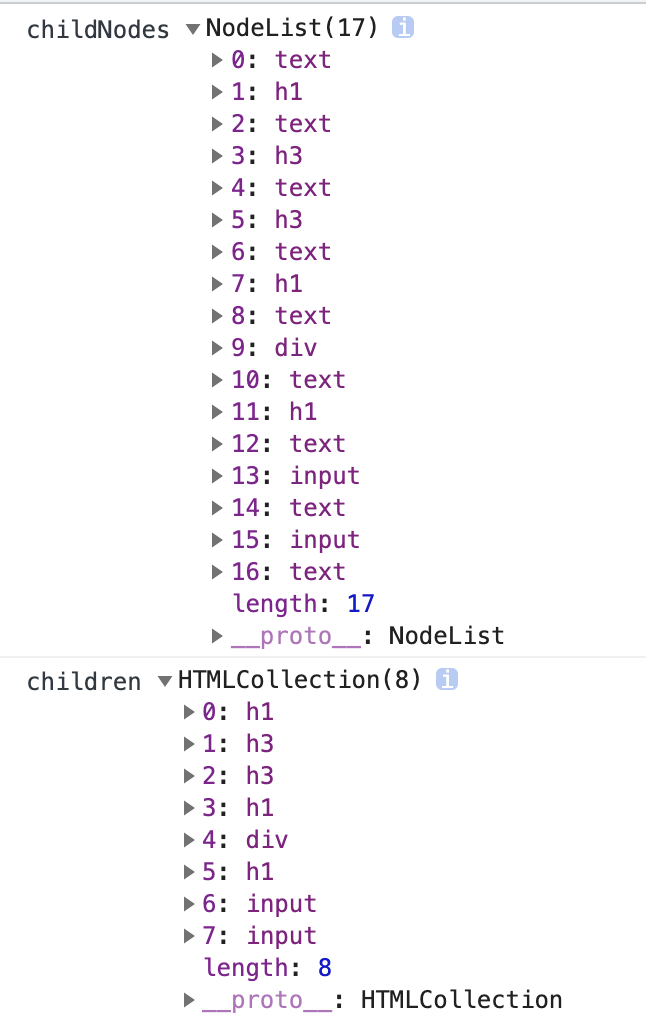 childNodes NodeList(17) i
0: text
1: h1
2: text
3: h3
4: text
5: h3
6: text
7: h1
8: text
9: div
10: text
11: h1
12: text
13: input
14: text
15: input
16: text
length: 17
__proto__: NodeList
children HTMLCollection(8) i
0: h1
1: h3
2: h3
3: h1
4: div
5: h1
6: input
7: input
length: 8
__proto__: HTMLCollection